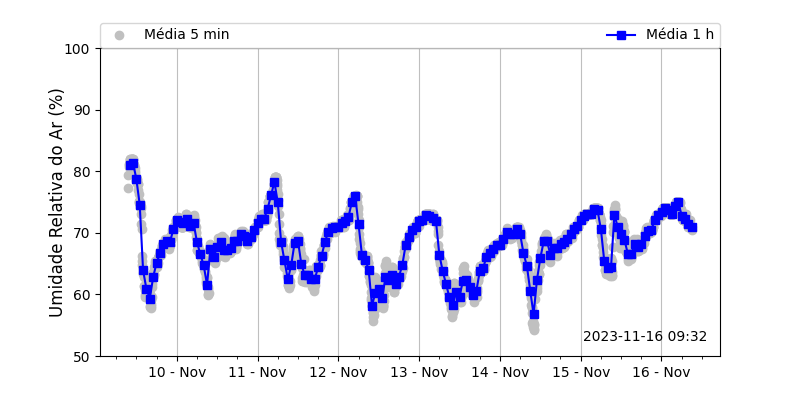 Média 5 min
Média 1 h
100
90
80
70
60
50
Umidade Relativa do Ar (%)
2023-11-16 09:32
10 - Nov
11 - Nov
12 - Nov
13 - Nov
14 - Nov
15 - Nov
16 - Nov